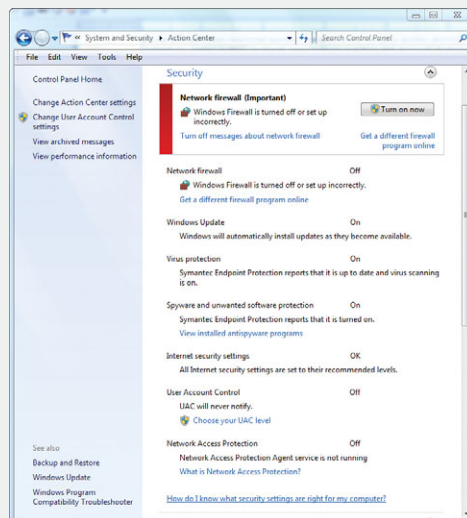 « System and Security ▸ Action Center
Search Control Panel
File Edit View Tools Help
Control Panel Home
Change Action Center settings
Change User Account Control
settings
View archived messages
View performance information
Security
Network firewall (Important)
Windows Firewall is turned off or set up
incorrectly.
Turn on now
Turn off messages about network firewall
Get a different firewall
program online
Network firewall Off
Windows Firewall is turned off or set up incorrectly.
Get a different firewall program online
Windows Update On
Windows will automatically install updates as they become available.
Virus protection On
Symantec Endpoint Protection reports that it is up to date and virus scanning
is on.
Spyware and unwanted software protection On
Symantec Endpoint Protection reports that it is turned on.
View installed antispyware programs
Internet security settings OK
All Internet security settings are set to their recommended levels.
User Account Control Off
UAC will never notify.
Choose your UAC level
Network Access Protection Off
Network Access Protection Agent service is not running
What is Network Access Protection?
How do I know what security settings are right for my computer?
See also
Backup and Restore
Windows Update
Windows Program
Compatibility Troubleshooter